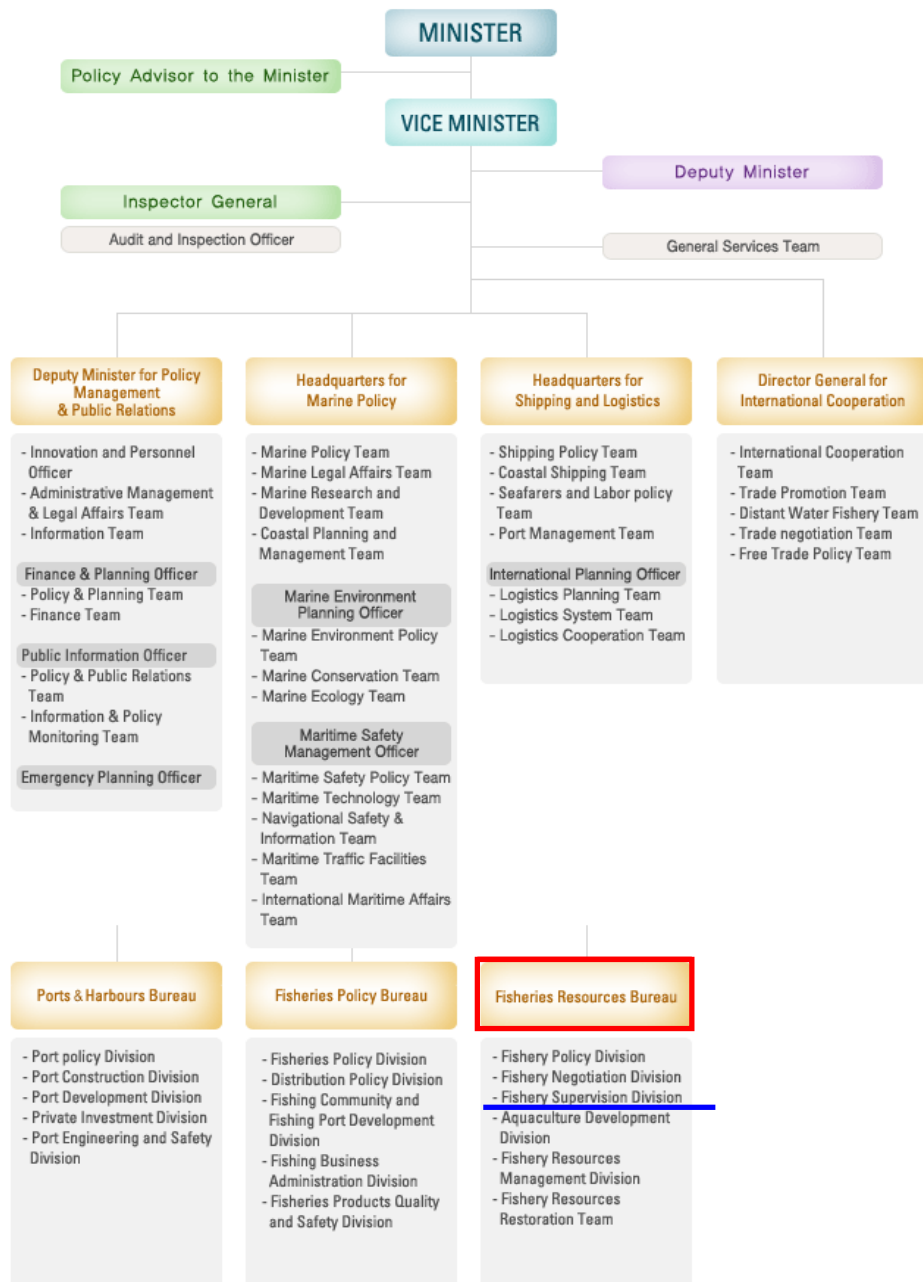 MINISTER
Policy Advisor to the Minister
VICE MINISTER
Deputy Minister
Inspector General
Audit and Inspection Officer
General Services Team
Deputy Minister for Policy
Management
& Public Relations
- Innovation and Personnel
Officer
- Administrative Management
& Legal Affairs Team
- Information Team
Finance & Planning Officer
- Policy & Planning Team
- Finance Team
Public Information Officer
- Policy & Public Relations
Team
- Information & Policy
Monitoring Team
Emergency Planning Officer
Headquarters for
Marine Policy
- Marine Policy Team
- Marine Legal Affairs Team
- Marine Research and
Development Team
- Coastal Planning and
Management Team
Marine Environment
Planning Officer
- Marine Environment Policy
Team
- Marine Conservation Team
- Marine Ecology Team
Maritime Safety
Management Officer
- Maritime Safety Policy Team
- Maritime Technology Team
- Navigational Safety &
Information Team
- Maritime Traffic Facilities
Team
- International Maritime Affairs
Team
Headquarters for
Shipping and Logistics
- Shipping Policy Team
- Coastal Shipping Team
- Seafarers and Labor policy
Team
- Port Management Team
International Planning Officer
- Logistics Planning Team
- Logistics System Team
- Logistics Cooperation Team
Director General for
International Cooperation
- International Cooperation
Team
- Trade Promotion Team
- Distant Water Fishery Team
- Trade negotiation Team
- Free Trade Policy Team
Ports & Harbours Bureau
- Port policy Division
- Port Construction Division
- Port Development Division
- Private Investment Division
- Port Engineering and Safety
Division
Fisheries Policy Bureau
- Fisheries Policy Division
- Distribution Policy Division
- Fishing Community and
Fishing Port Development
Division
- Fishing Business
Administration Division
- Fisheries Products Quality
and Safety Division
Fisheries Resources Bureau
- Fishery Policy Division
- Fishery Negotiation Division
- Fishery Supervision Division
- Aquaculture Development
Division
- Fishery Resources
Management Division
- Fishery Resources
Restoration Team